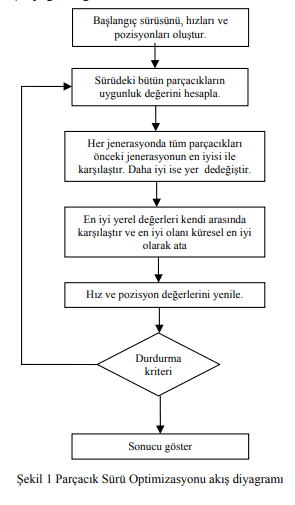 Başlangıç sürüsünü, hızları ve
pozisyonları oluştur.
Sürüdeki bütün parçacıkların
uygunluk değerini hesapla.
Her jenerasyonda tüm parçacıkları
önceki jenerasyonun en iyisi ile
karşılaştır. Daha iyi ise yer dedeğiştir.
En iyi yerel değerleri kendi arasında
karşılaştır ve en iyi olanı küresel en iyi
olarak ata
Hız ve pozisyon değerlerini yenile.
Durdurma
kriteri
Sonucu göster
Şekil 1 Parçacık Sürü Optimizasyonu akış diyagramı